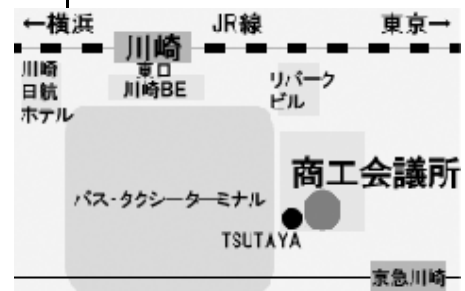 ←横浜 JR線 東京→
川崎
東口
川崎BE
川崎
日航
ホテル
リパーク
ビル
商工会議所
バス・タクシーターミナル
TSUTAYA
京急川崎